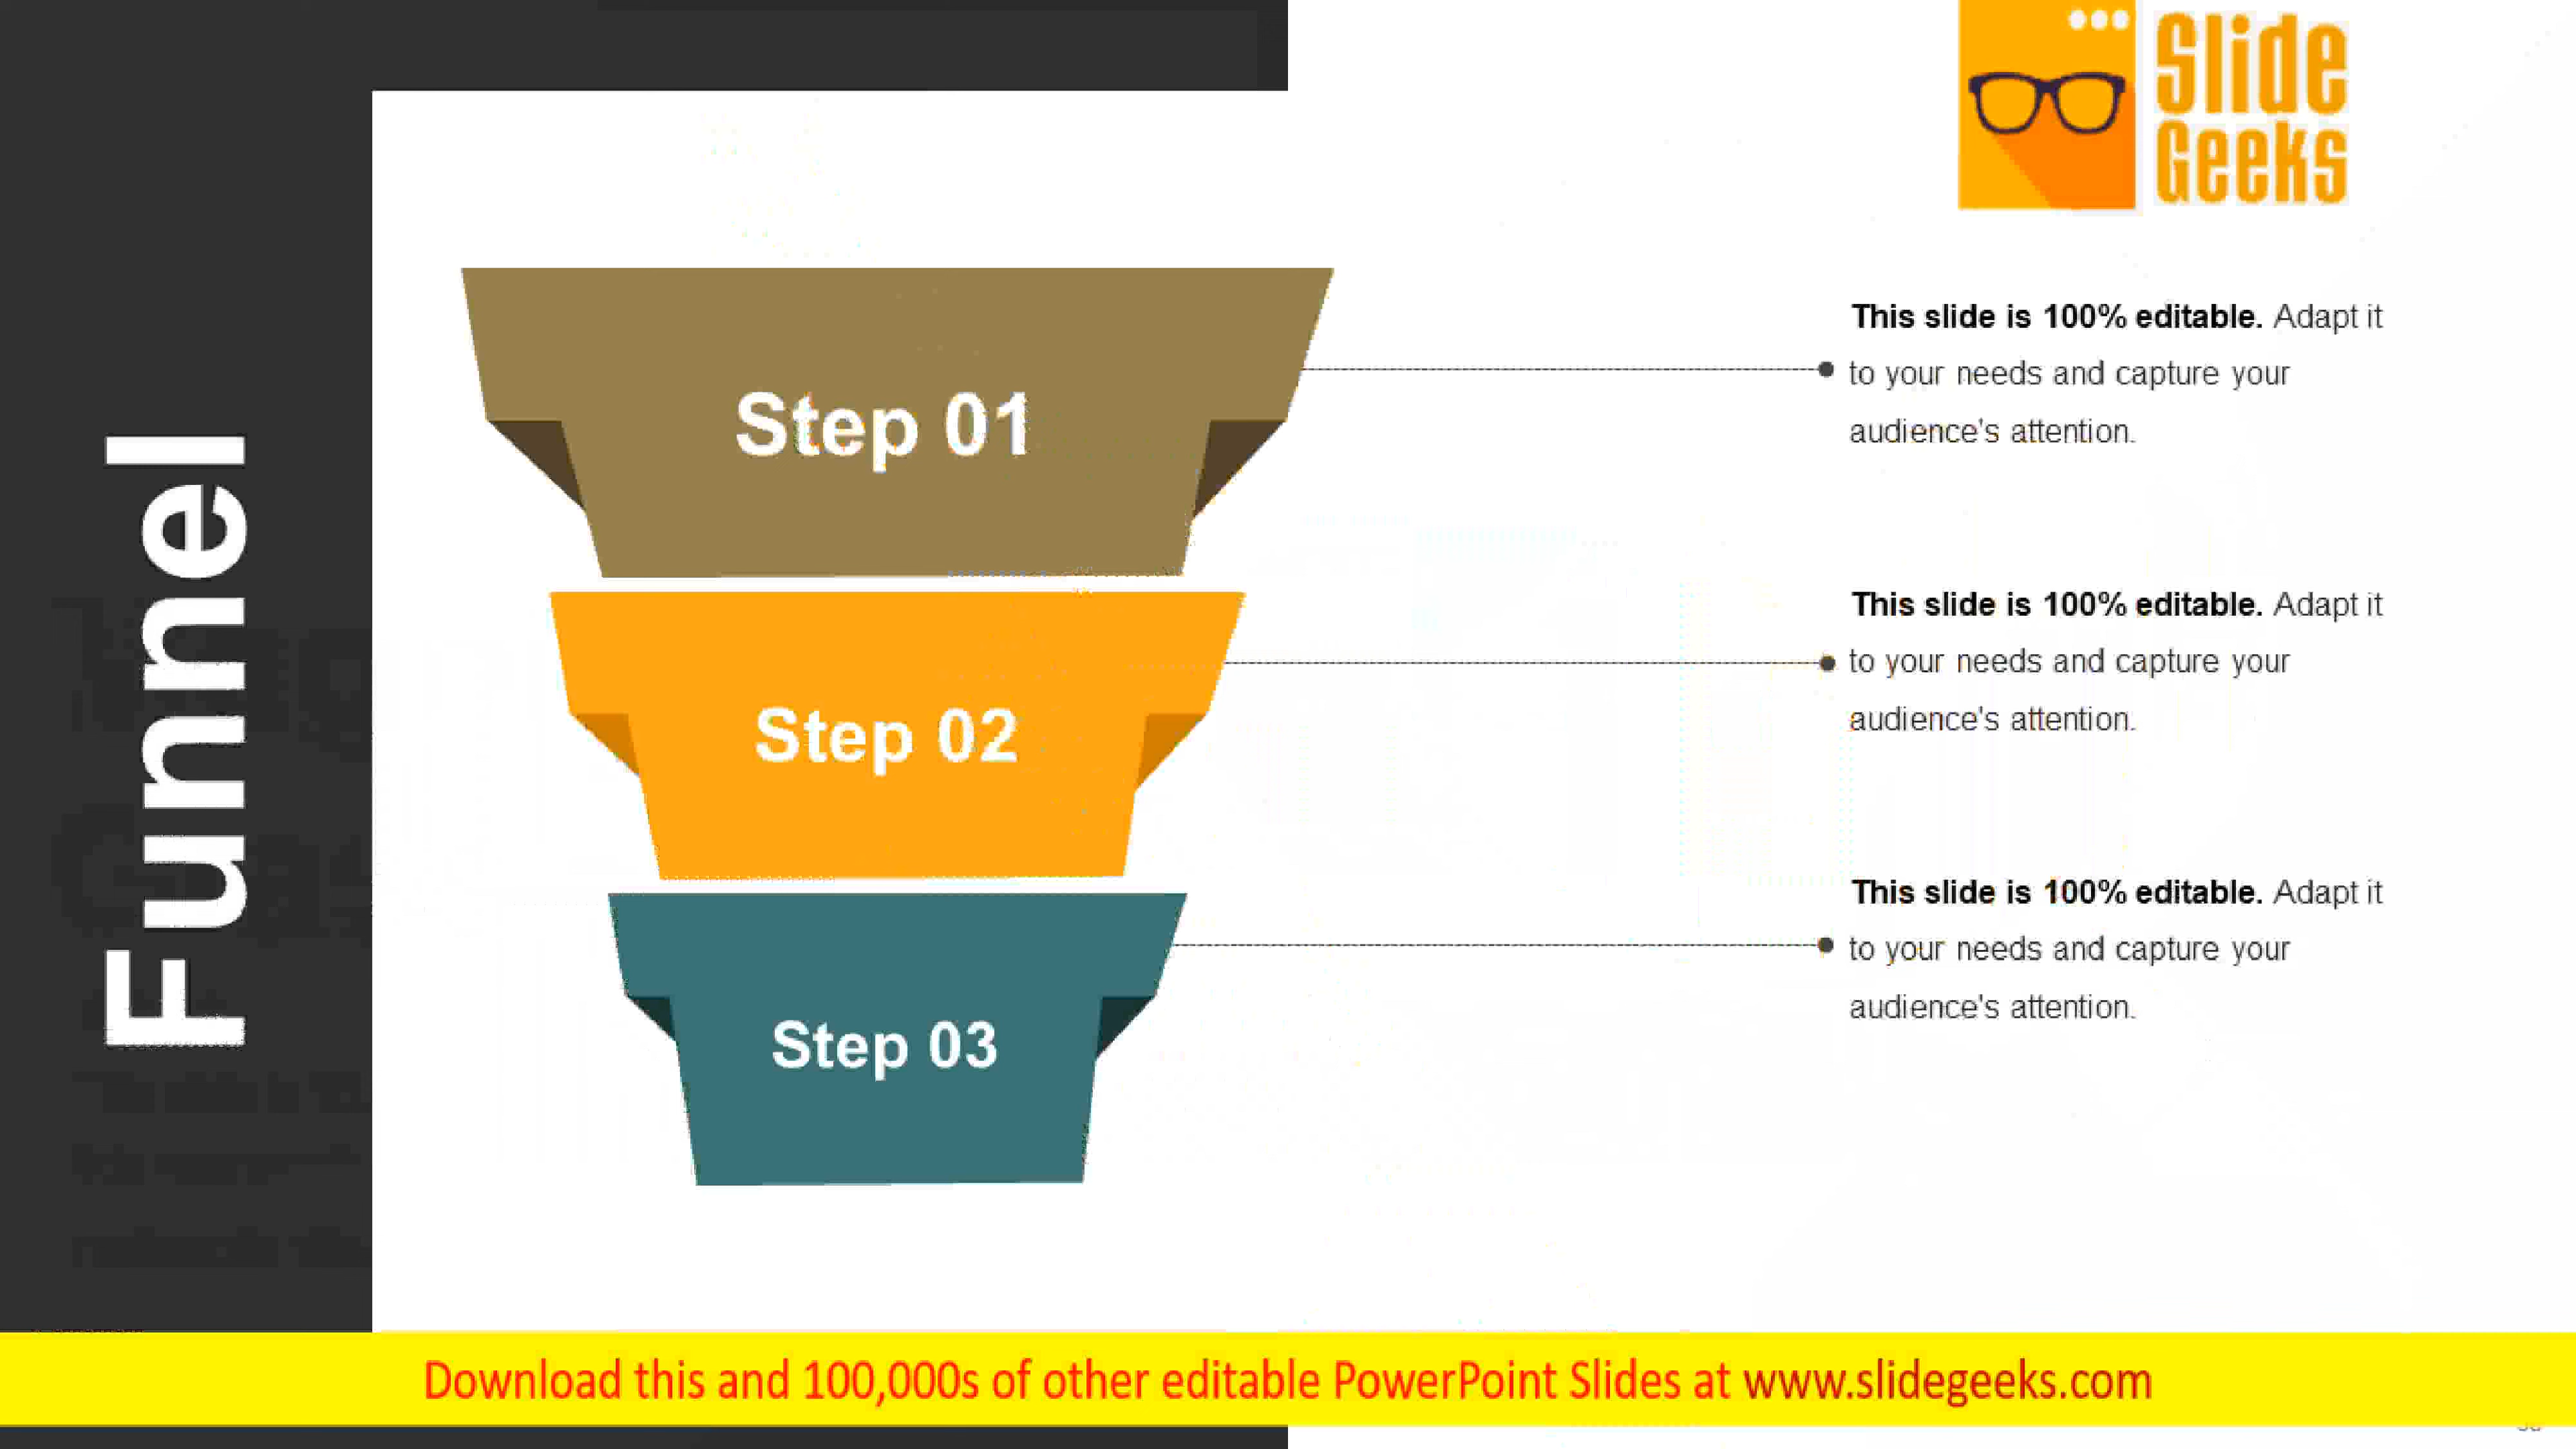 Slide
Geeks
Funnel
Step 01
This slide is 100% editable. Adapt it
to your needs and capture your
audience's attention.
Step 02
This slide is 100% editable. Adapt it
to your needs and capture your
audience's attention.
Step 03
This slide is 100% editable. Adapt it
to your needs and capture your
audience's attention.
Download this and 100,000s of other editable PowerPoint Slides at www.slidegeeks.com